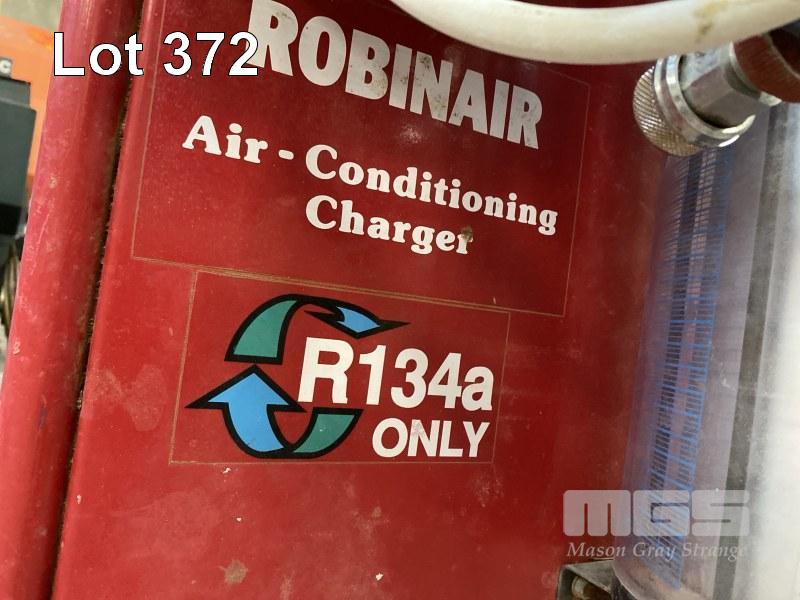 Lot 372
ROBINAIR
Air - Conditioning
Charger
R134a
ONLY
MGS
Mason Gray Strange